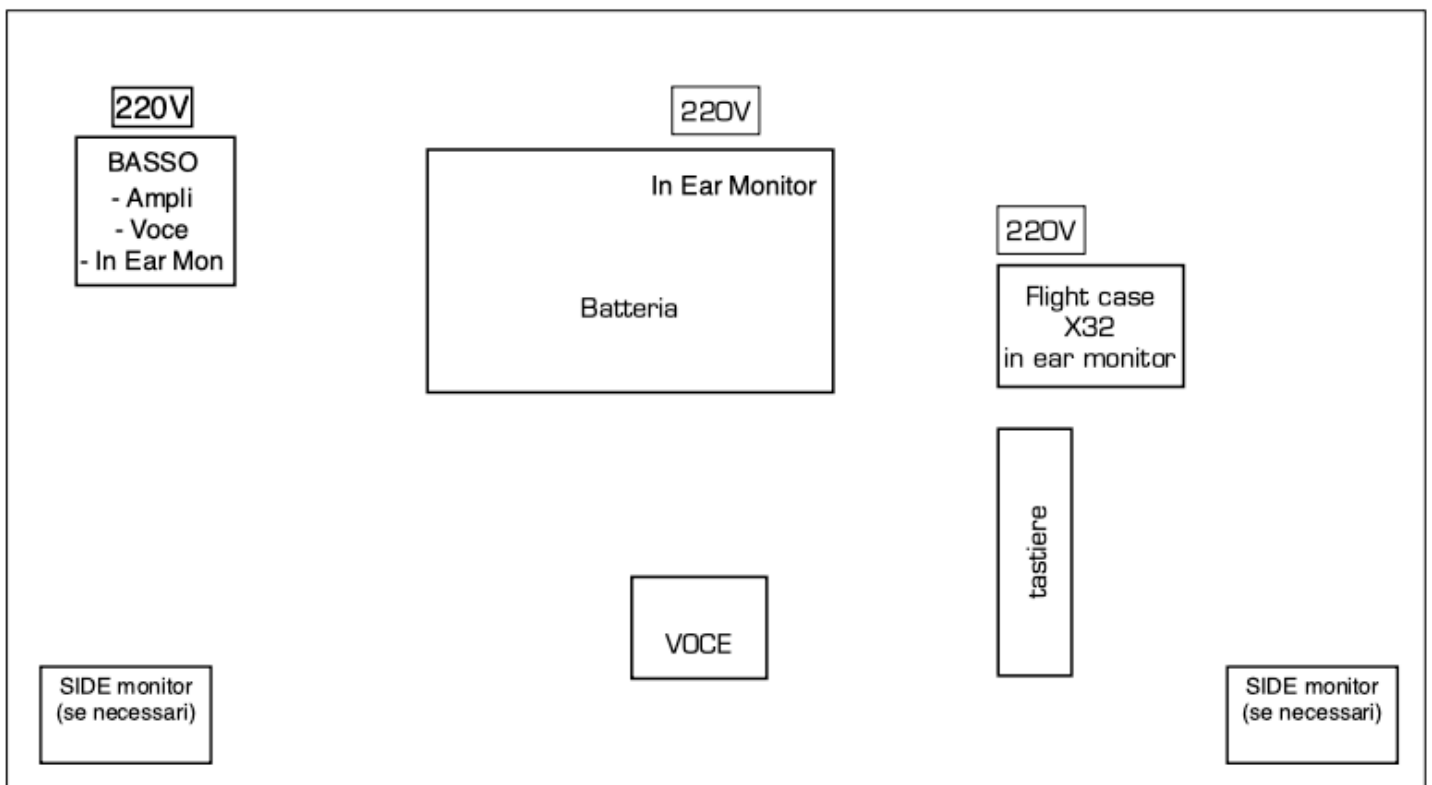 220V
BASSO
- Ampli
- Voce
- In Ear Mon
220V
In Ear Monitor
Batteria
220V
Flight case
X32
in ear monitor
tastiere
VOCE
SIDE monitor
(se necessari)
SIDE monitor
(se necessari)